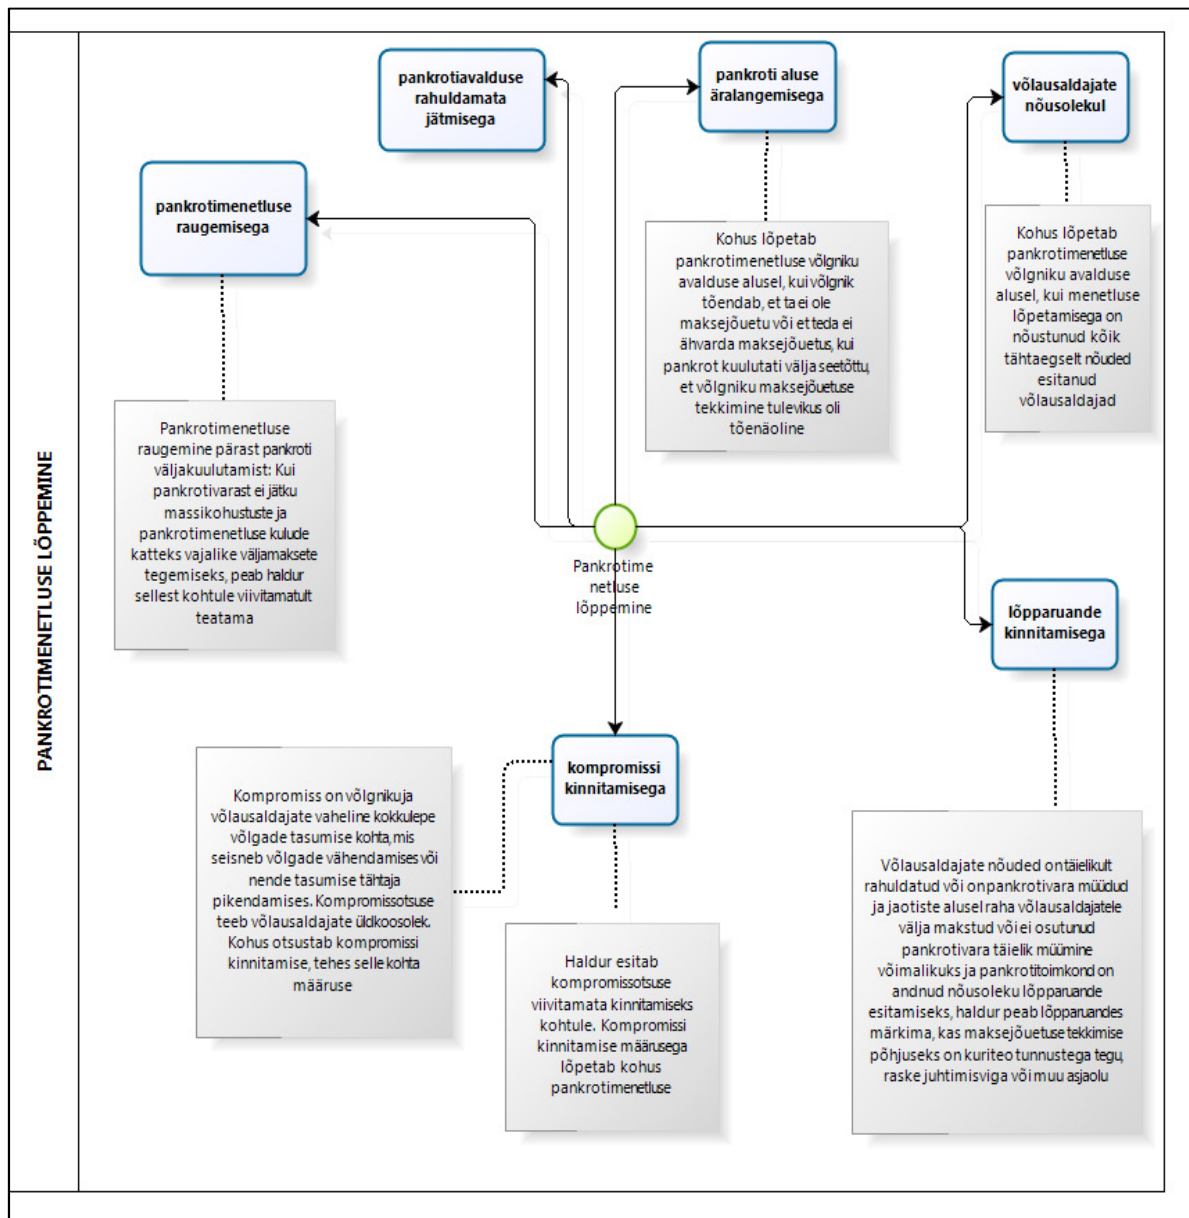 PANKROTIMENETLUSE LÕPPEMINE
pankrotiavalduse
rahuldamata
jätmisega
pankroti aluse
äralangemisega
võlausaldajate
nõusolekul
pankrotimenetluse
raugemisega
Kohus lõpetab
pankrotimenetluse võlgniku
avalduse alusel, kui võlgnik
tõendab, et ta ei ole
maksejõuetu või et teda ei
ähvarda maksejõuetus, kui
pankrot kuulutati välja seetõttu,
et võlgniku maksejõuetuse
tekkimine tulevikus oli
tõenäoline
Kohus lõpetab
pankrotimenetluse
võlgniku avalduse
alusel, kui menetluse
lõpetamisega on
nõustunud kõik
tähtaegselt nõuded
esitanud
võlausaldajad
Pankrotimenetluse
raugemine pärast pankroti
väljakuulutamist: Kui
pankrotivarast ei jätku
massikohustuste ja
pankrotimenetluse kulude
katteks vajalike väljamaksete
tegemiseks, peab haldur
sellest kohtule viivitamatult
teatama
Pankrotime
netluse
lõppemine
lõpparuande
kinnitamisega
kompromissi
kinnitamisega
Kompromiss on võlgniku ja
võlausaldajate vaheline kokkulepe
võlgade tasumise kohta, mis
seisneb võlgade vähendamises või
nende tasumise tähtaja
pikendamises. Kompromissotsuse
teeb võlausaldajate üldkoosolek.
Kohus otsustab kompromissi
kinnitamise, tehes selle kohta
määruse
Haldur esitab
kompromissotsuse
viivitamata kinnitamiseks
kohtule. Kompromissi
kinnitamise määrusega
lõpetab kohus
pankrotimenetluse
Võlausaldajate nõuded on täielikult
rahuldatud või on pankrotivara müüdud
ja jaotiste alusel raha võlausaldajatele
välja makstud või ei osutunud
pankrotivara täielik müümine
võimalikuks ja pankrotitoimkond on
andnud nõusoleku lõpparuande
esitamiseks, haldur peab lõpparuandes
märkima, kas maksejõuetuse tekkimise
põhjuseks on kuriteo tunnustega tegu,
raske juhtimisviga või muu asjaolu